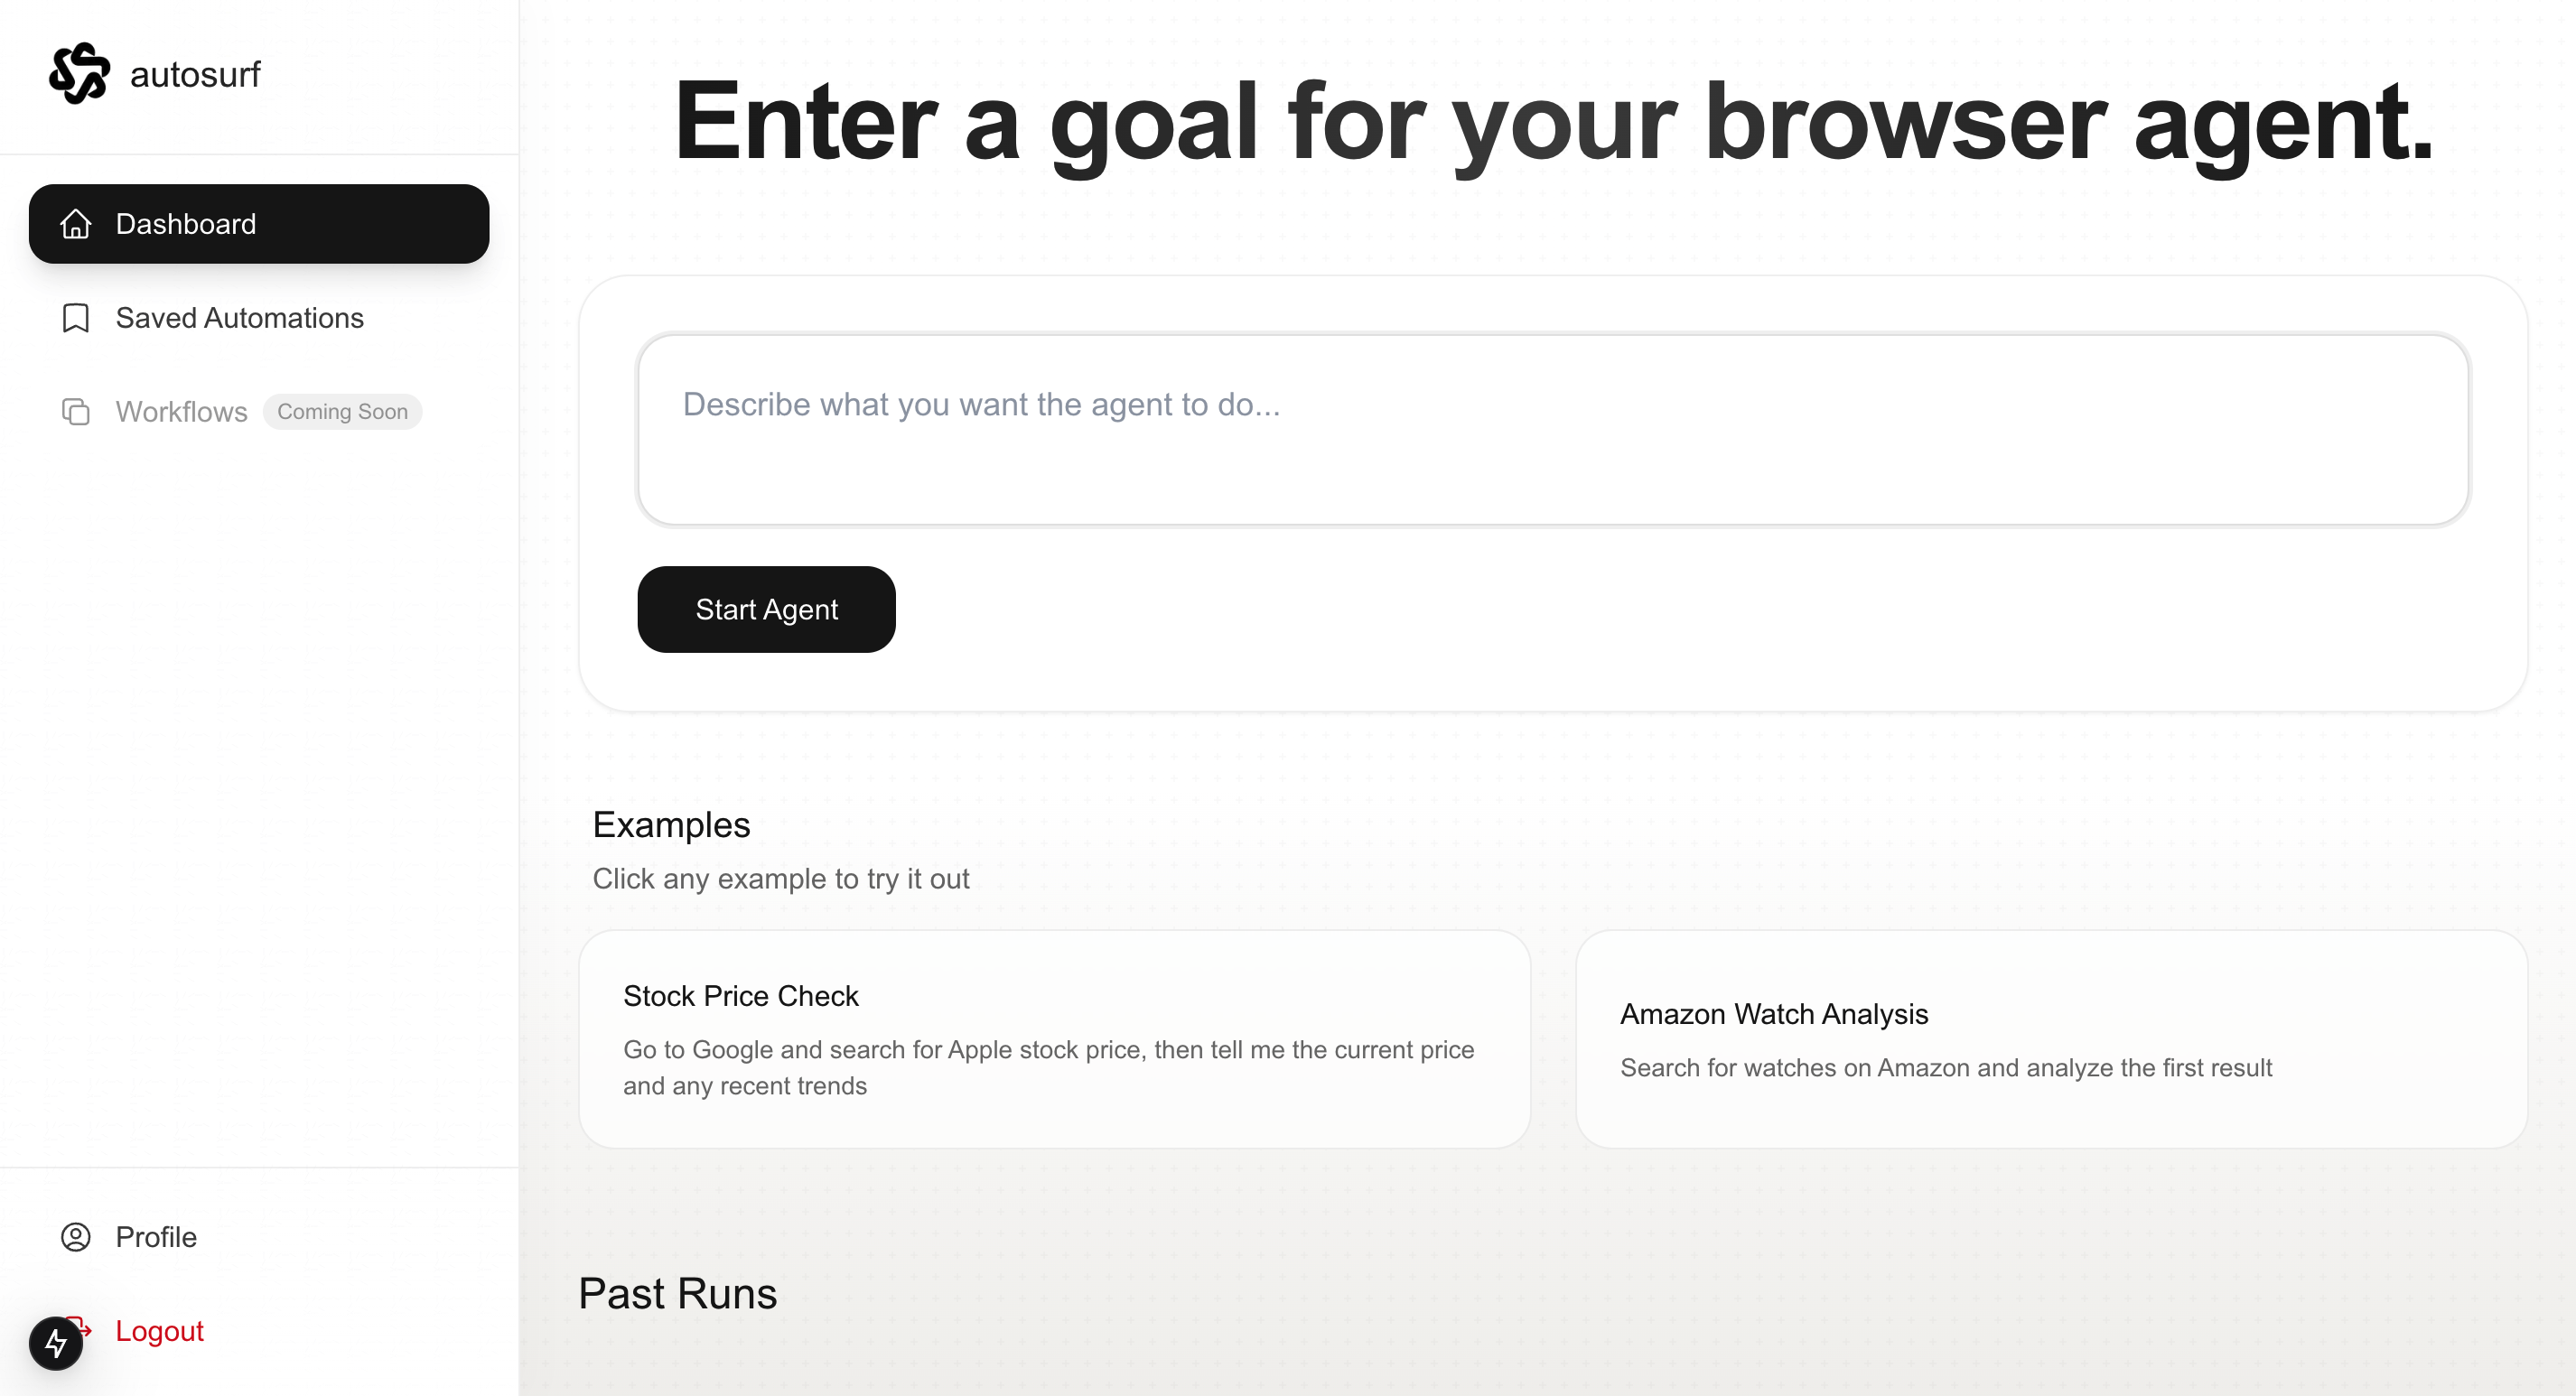 autosurf
Dashboard
Saved Automations
Workflows Coming Soon
Profile
Logout
Enter a goal for your browser agent.
Describe what you want the agent to do...
Start Agent
Examples
Click any example to try it out
Stock Price Check
Go to Google and search for Apple stock price, then tell me the current price
and any recent trends
Amazon Watch Analysis
Search for watches on Amazon and analyze the first result
Past Runs